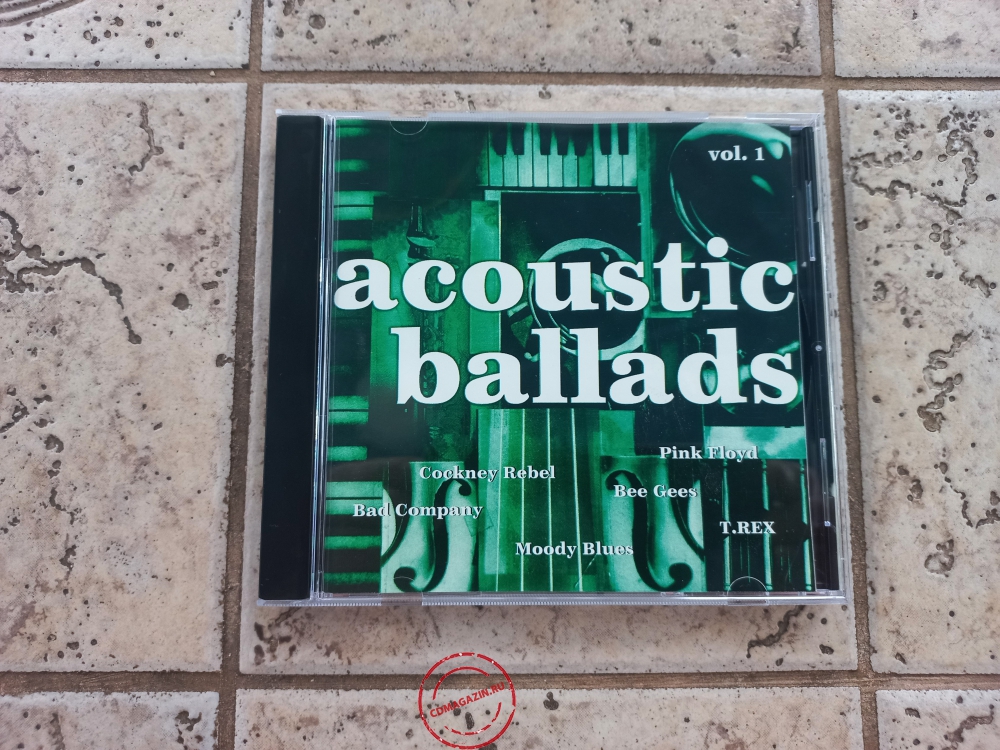 vol. 1
acoustic
ballads
Pink Floyd
Cockney Rebel
Bee Gees
Bad Company
T.REX
Moody Blues
CDMAGAZIN.RU